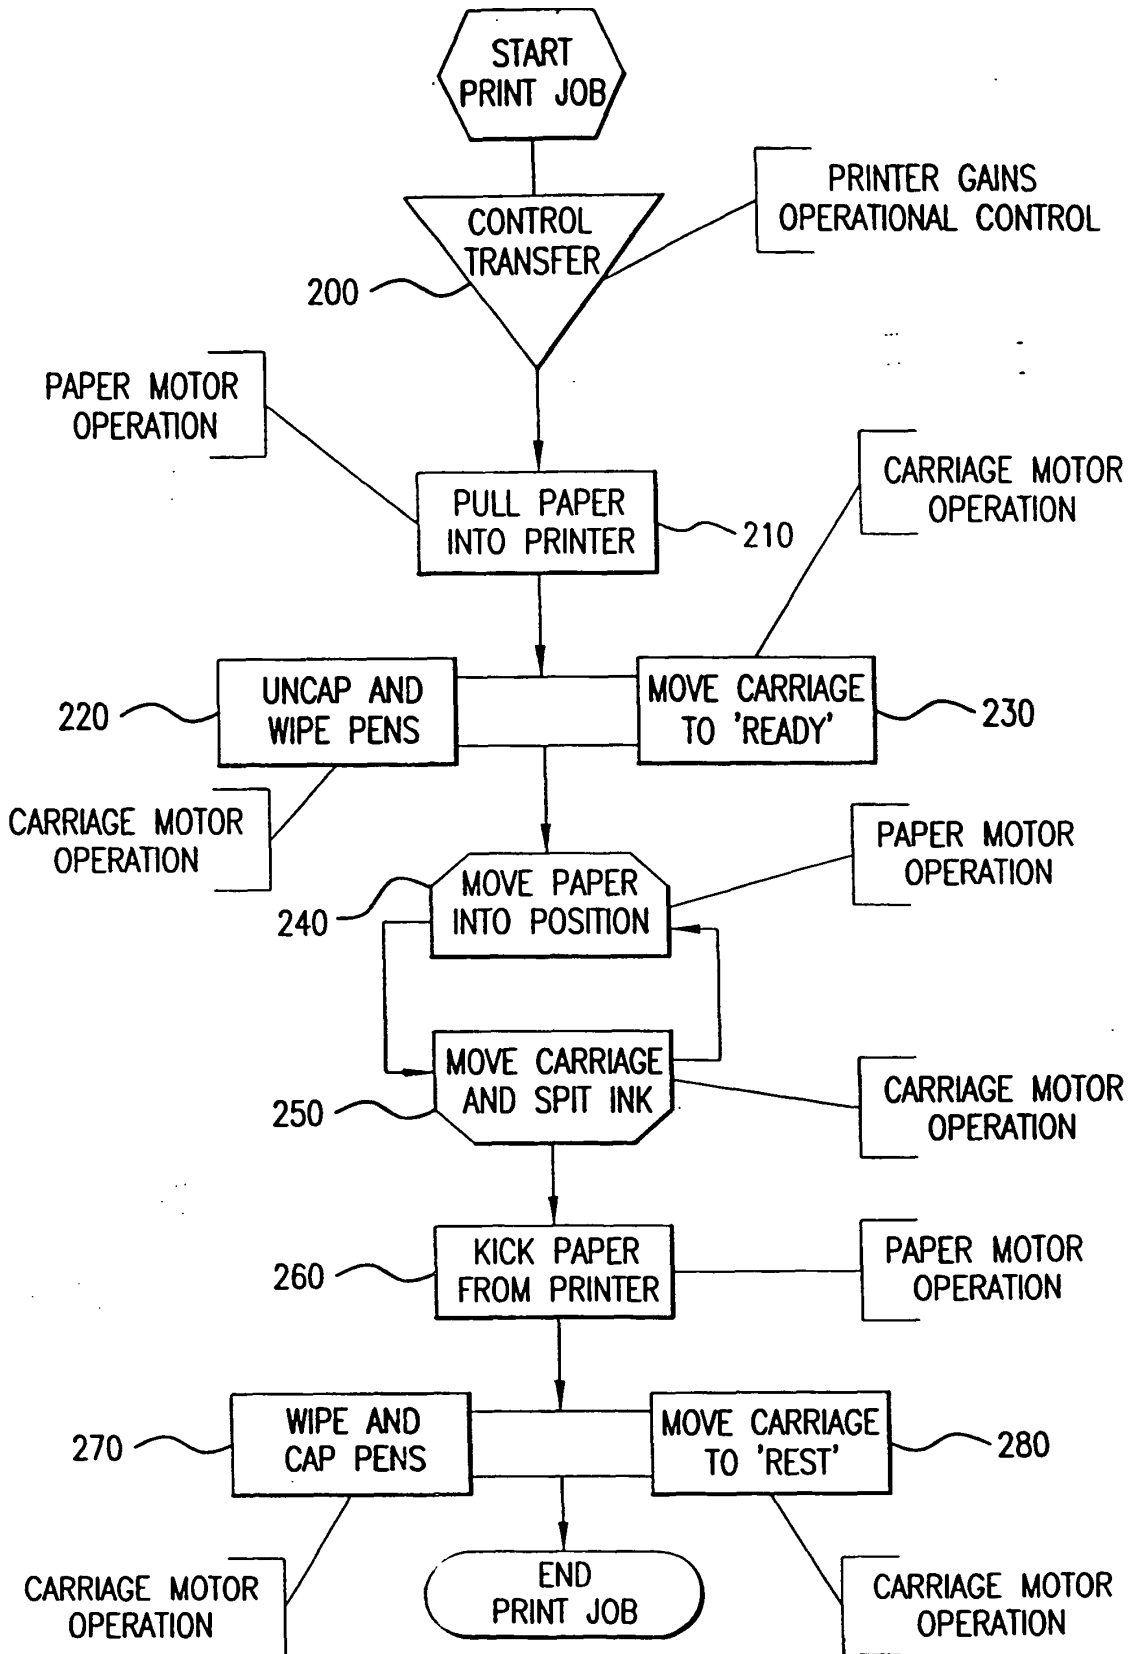 START
PRINT JOB
CONTROL
TRANSFER
PRINTER GAINS
OPERATIONAL CONTROL
200
PAPER MOTOR
OPERATION
PULL PAPER
INTO PRINTER
210
CARRIAGE MOTOR
OPERATION
220
UNCAP AND
WIPE PENS
MOVE CARRIAGE
TO 'READY'
230
CARRIAGE MOTOR
OPERATION
240
MOVE PAPER
INTO POSITION
PAPER MOTOR
OPERATION
250
MOVE CARRIAGE
AND SPIT INK
CARRIAGE MOTOR
OPERATION
260
KICK PAPER
FROM PRINTER
PAPER MOTOR
OPERATION
270
WIPE AND
CAP PENS
MOVE CARRIAGE
TO 'REST'
280
CARRIAGE MOTOR
OPERATION
END
PRINT JOB
CARRIAGE MOTOR
OPERATION